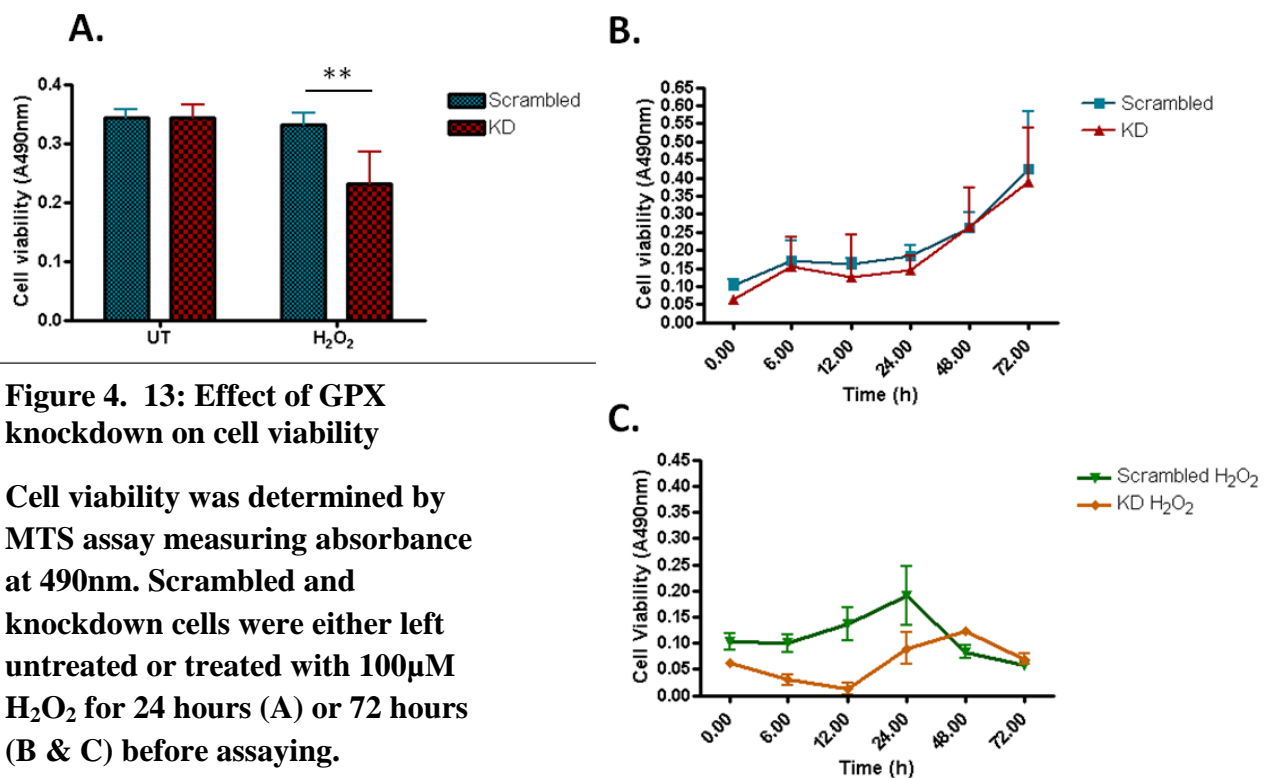 A.
**
0.4
0.3
0.2
0.1
0.0
Cell viability (A490nm)
UT
H₂O₂
Scrambled
KD
B.
0.65
0.60
0.55
0.50
0.45
0.40
0.35
0.30
0.25
0.20
0.15
0.10
0.05
0.00
Cell viability (A490nm)
0.00
6.00
12.00
24.00
48.00
72.00
Time (h)
Scrambled
KD
Figure 4. 13: Effect of GPX
knockdown on cell viability
Cell viability was determined by
MTS assay measuring absorbance
at 490nm. Scrambled and
knockdown cells were either left
untreated or treated with 100µM
H₂O₂ for 24 hours (A) or 72 hours
(B & C) before assaying.
C.
0.45
0.40
0.35
0.30
0.25
0.20
0.15
0.10
0.05
0.00
Cell Viability (A490nm)
0.00
6.00
12.00
24.00
48.00
72.00
Time (h)
Scrambled H₂O₂
KD H₂O₂